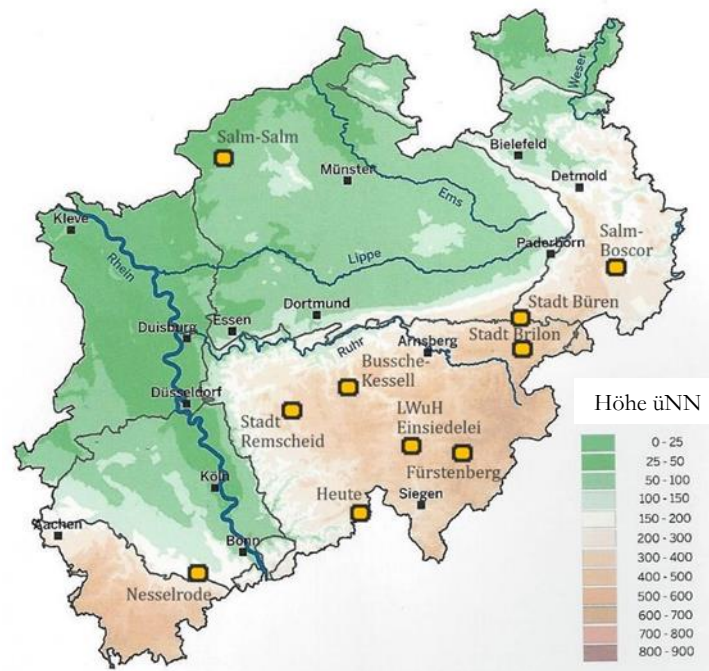 Weser
Salm-Salm
Bielefeld
Münster
Detmold
Ems
Kleve
Salm-
Boscor
Rhein
Lippe
Paderborn
Stadt Büren
Dortmund
Essen
Duisburg
Stadt Brilon
Arnsberg
Ruhr
Bussche-
Kessell
Düsseldorf
Stadt
Remscheid
LWuH
Einsiedelei
Fürstenberg
Köln
Heute
Siegen
Aachen
Bonn
Nesselrode
Höhe üNN
0 - 25
25 - 50
50 - 100
100 - 150
150 - 200
200 - 300
300 - 400
400 - 500
500 - 600
600 - 700
700 - 800
800 - 900